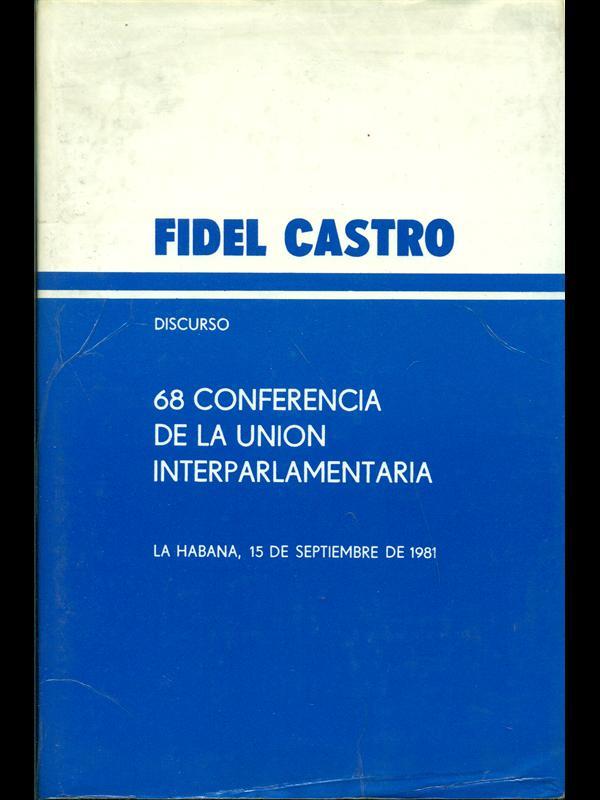 FIDEL CASTRO
DISCURSO
68 CONFERENCIA
DE LA UNION
INTERPARLAMENTARIA
LA HABANA, 15 DE SEPTIEMBRE DE 1981